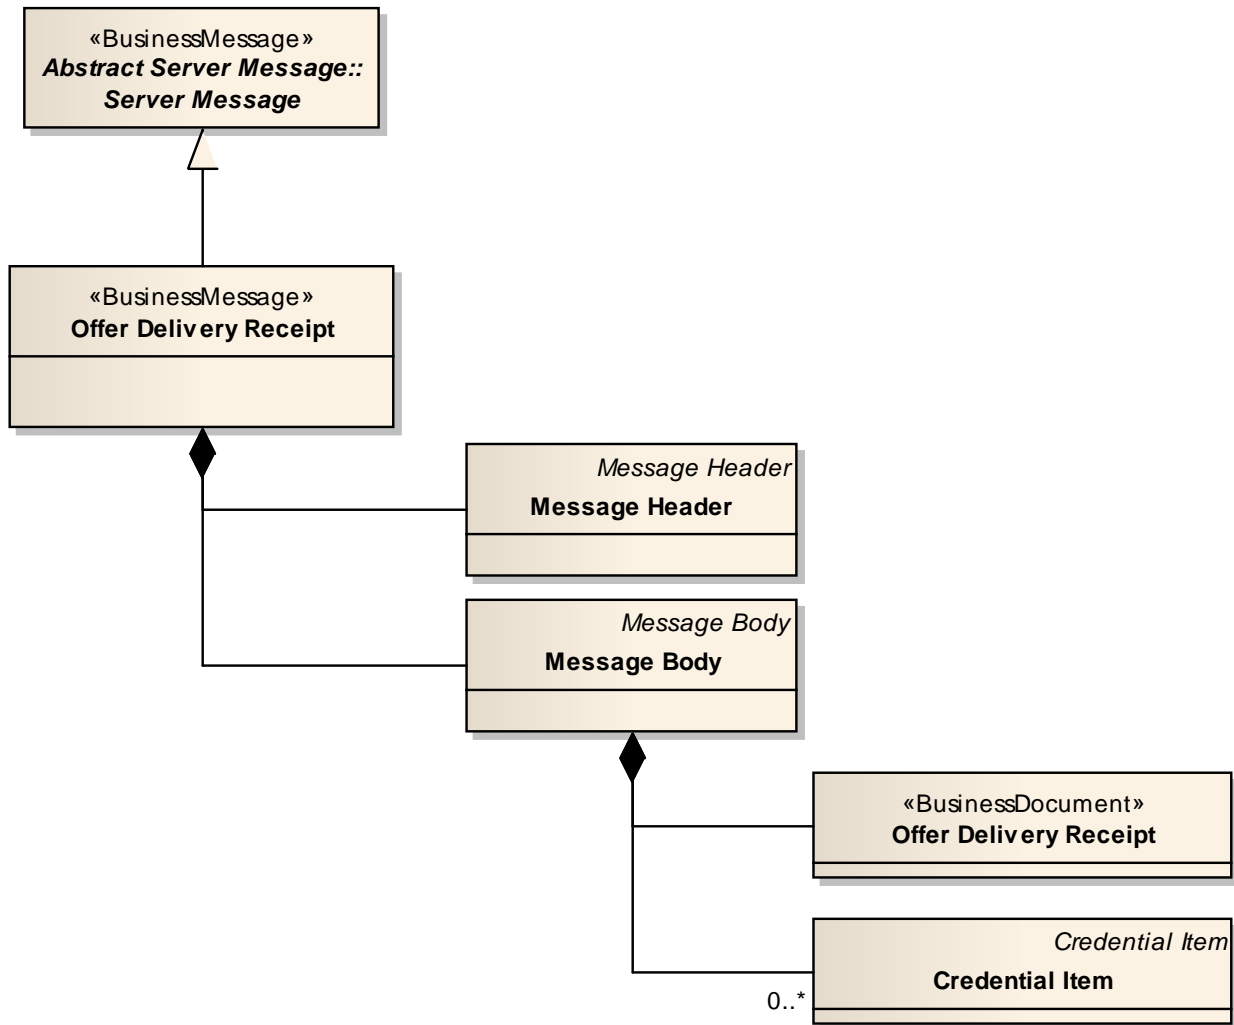 «BusinessMessage»
Abstract Server Message::
Server Message
«BusinessMessage»
Offer Delivery Receipt
Message Header
Message Header
Message Body
Message Body
«BusinessDocument»
Offer Delivery Receipt
Credential Item
Credential Item
0..*